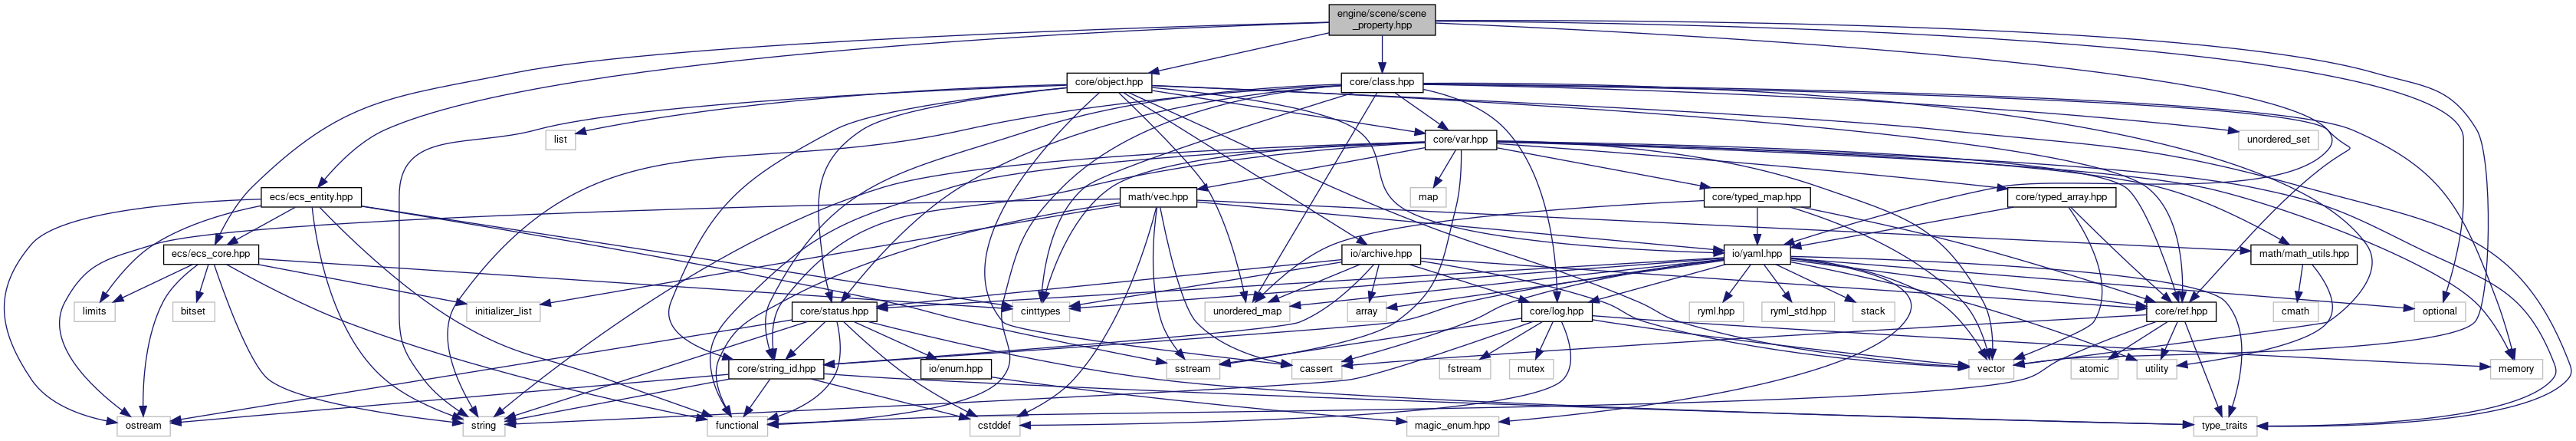 engine/scene/scene
_property.hpp
core/object.hpp
core/class.hpp
list
core/var.hpp
unordered_set
ecs/ecs_entity.hpp
math/vec.hpp
map
core/typed_map.hpp
core/typed_array.hpp
ecs/ecs_core.hpp
io/archive.hpp
io/yaml.hpp
math/math_utils.hpp
limits
bitset
initializer_list
core/status.hpp
cinttypes
unordered_map
array
core/log.hpp
ryml.hpp
ryml_std.hpp
stack
core/ref.hpp
cmath
optional
core/string_id.hpp
io/enum.hpp
sstream
cassert
fstream
mutex
vector
atomic
utility
memory
ostream
string
functional
cstddef
magic_enum.hpp
type_traits